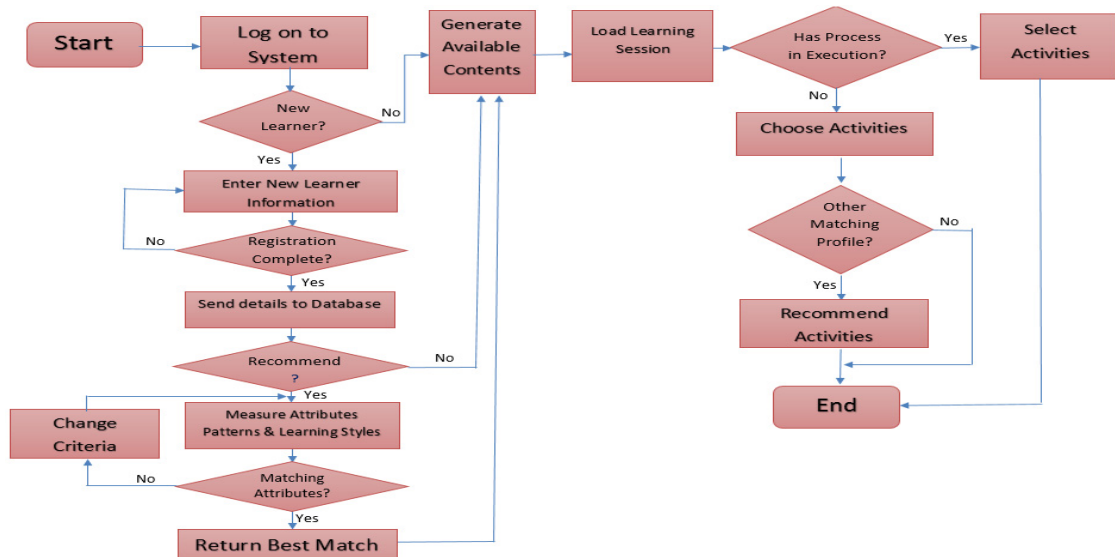 Start
Log on to
System
New
Learner?
No
Yes
Enter New Learner
Information
Registration
Complete?
No
Yes
Send details to Database
Recommend
?
No
Yes
Measure Attributes
Patterns & Learning Styles
Change
Criteria
Matching
Attributes?
No
Yes
Return Best Match
Generate
Available
Contents
Load Learning
Session
Has Process
in Execution?
Yes
Select
Activities
No
Choose Activities
Other
Matching
Profile?
No
Yes
Recommend
Activities
End